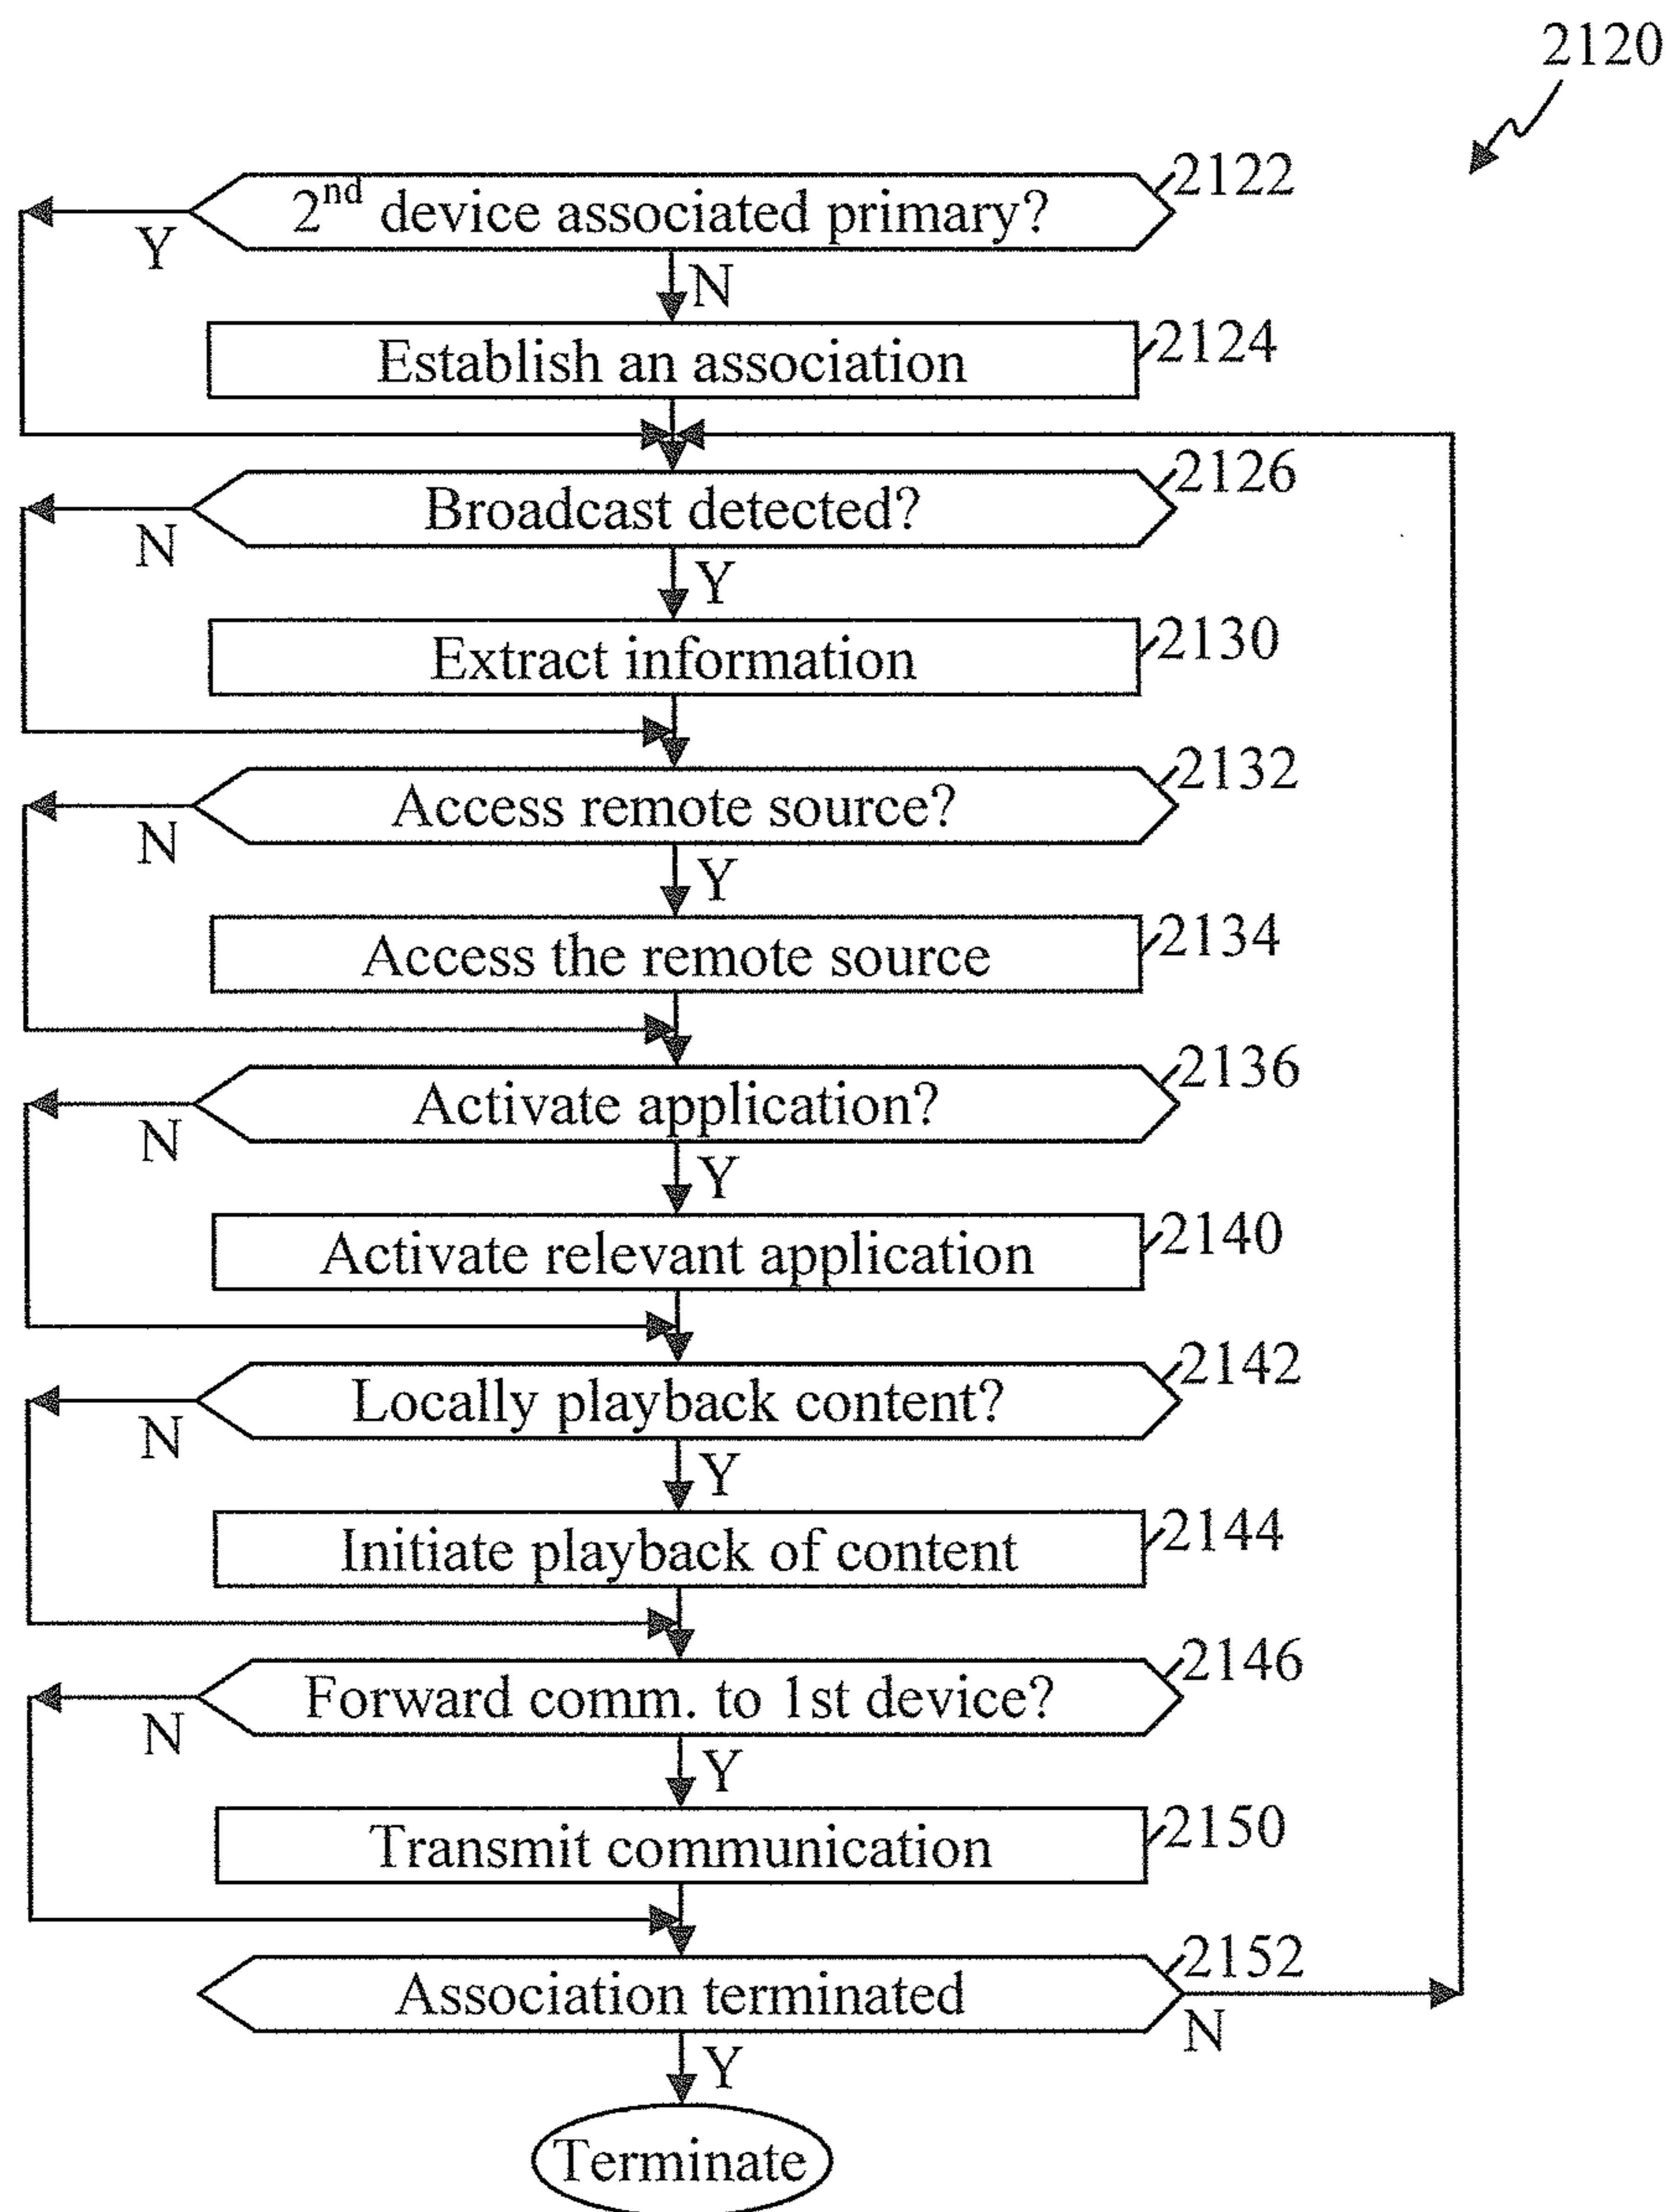 2120
2nd device associated primary?
2122
Y
N
Establish an association
2124
Broadcast detected?
2126
N
Y
Extract information
2130
Access remote source?
2132
N
Y
Access the remote source
2134
Activate application?
2136
N
Y
Activate relevant application
2140
Locally playback content?
2142
N
Y
Initiate playback of content
2144
Forward comm. to 1st device?
2146
N
Y
Transmit communication
2150
Association terminated
2152
N
Y
Terminate